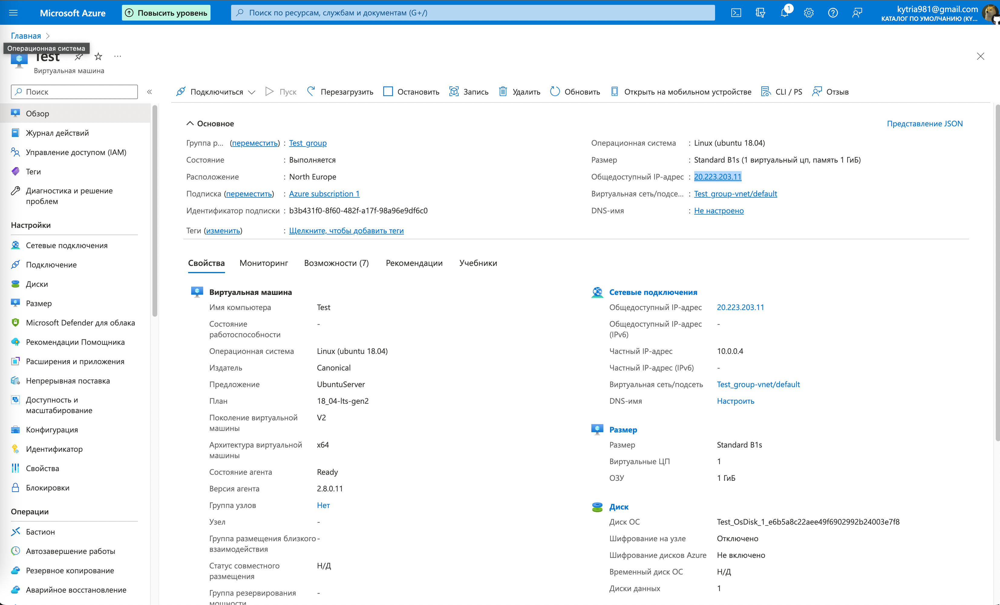 Microsoft Azure
Повысить уровень
Поиск по ресурсам, службам и документам (G+/)
1
kytria981@gmail.com
КАТАЛОГ ПО УМОЛЧАНИЮ (KY...
Главная
Операционная система
Test
...
Виртуальная машина
Поиск
«
Подключиться
Пуск
Перезагрузить
Остановить
Запись
Удалить
Обновить
Открыть на мобильном устройстве
CLI / PS
Отзыв
Обзор
Журнал действий
Управление доступом (IAM)
Теги
Диагностика и решение
проблем
Настройки
Сетевые подключения
Подключение
Диски
Размер
Microsoft Defender для облака
Рекомендации Помощника
Расширения и приложения
Непрерывная поставка
Доступность и
масштабирование
Конфигурация
Идентификатор
Свойства
Блокировки
Операции
Бастион
Автозавершение работы
Резервное копирование
Аварийное восстановление
Основное
Представление JSON
Группа р... (переместить) : Test_group
Состояние : Выполняется
Расположение : North Europe
Подписка (переместить) : Azure subscription 1
Идентификатор подписки : b3b431f0-8f60-482f-a17f-98a96e9df6c0
Теги (изменить) : Щелкните, чтобы добавить теги
Операционная система : Linux (ubuntu 18.04)
Размер : Standard B1s (1 виртуальный цп, память 1 ГиБ)
Общедоступный IP-адрес : 20.223.203.11
Виртуальная сеть/подсе... : Test_group-vnet/default
DNS-имя : Не настроено
Свойства Мониторинг Возможности (7) Рекомендации Учебники
Виртуальная машина
Имя компьютера Test
Состояние -
работоспособности
Операционная система Linux (ubuntu 18.04)
Издатель Canonical
Предложение UbuntuServer
План 18_04-lts-gen2
Поколение виртуальной V2
машины
Архитектура виртуальной x64
машины
Состояние агента Ready
Версия агента 2.8.0.11
Группа узлов Нет
Узел -
Группа размещения близкого -
взаимодействия
Статус совместного Н/Д
размещения
Группа резервирования -
мощности
Сетевые подключения
Общедоступный IP-адрес 20.223.203.11
Общедоступный IP-адрес -
(IPv6)
Частный IP-адрес 10.0.0.4
Частный IP-адрес (IPv6) -
Виртуальная сеть/подсеть Test_group-vnet/default
DNS-имя Настроить
Размер
Размер Standard B1s
Виртуальные ЦП 1
ОЗУ 1 ГиБ
Диск
Диск ОС Test_OsDisk_1_e6b5a8c22aee49f6902992b24003e7f8
Шифрование на узле Отключено
Шифрование дисков Azure Не включено
Временный диск ОС Н/Д
Диски данных 1